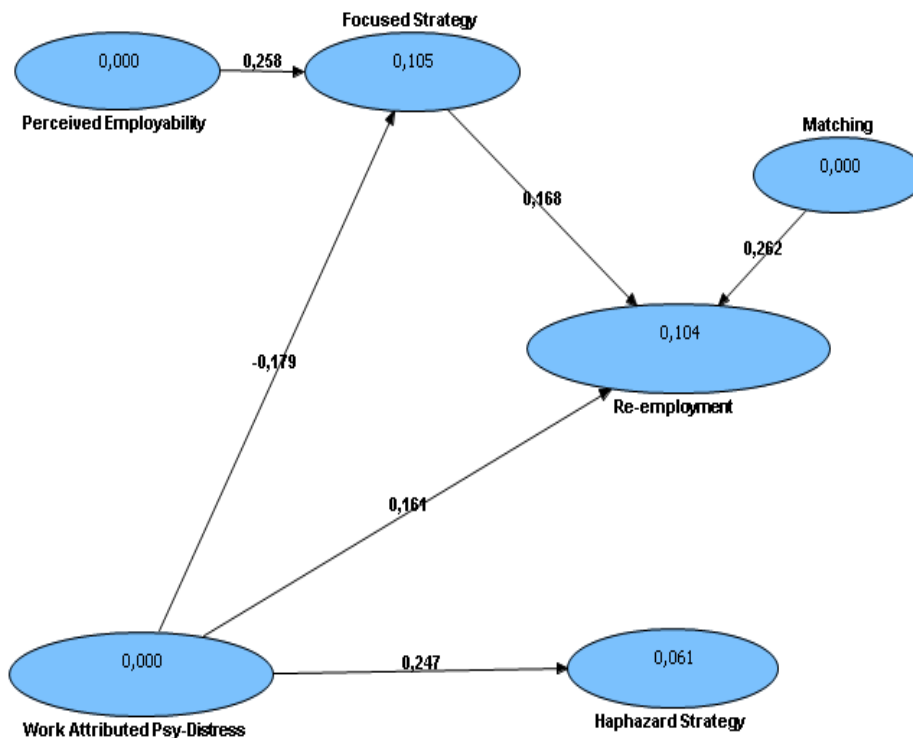 Focused Strategy
0,000
0,258
0,105
Perceived Employability
Matching
0,000
0,168
0,262
0,104
-0,179
Re-employment
0,161
0,000
0,247
0,061
Work Attributed Psy-Distress
Haphazard Strategy